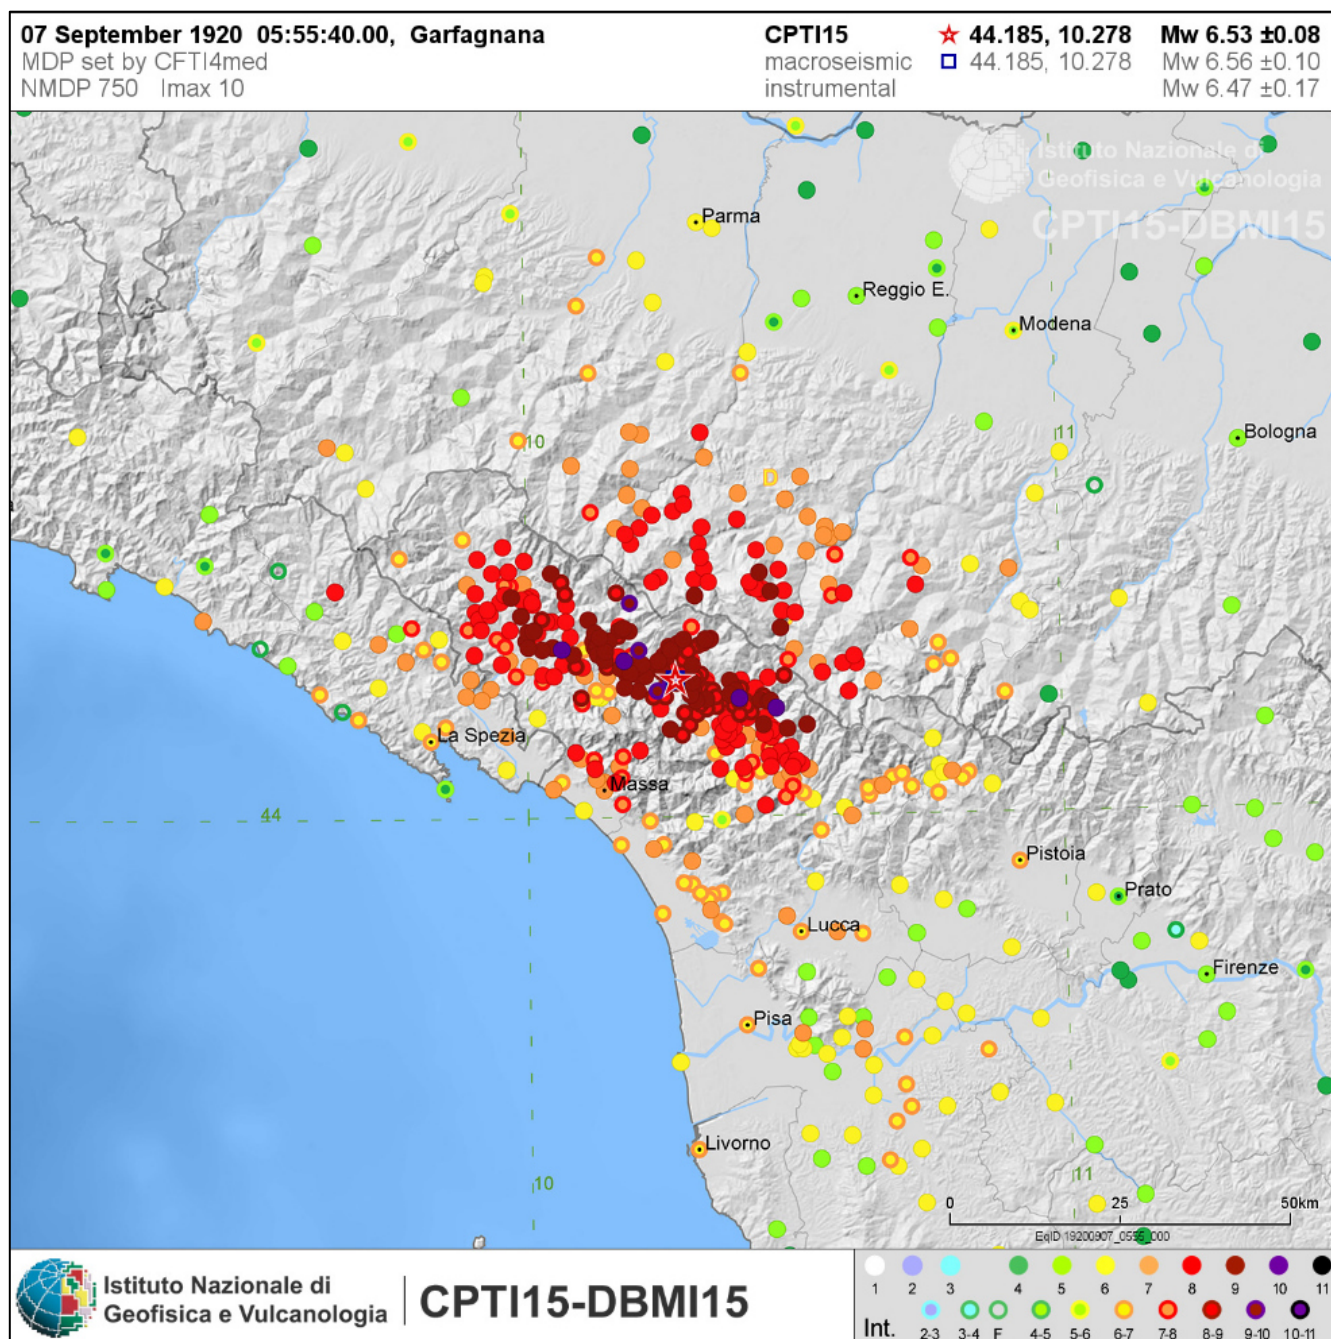 07 September 1920 05:55:40.00, Garfagnana
MDP set by CFTI4med
NMDP 750 Imax 10
CPTI15 44.185, 10.278 Mw 6.53 ±0.08
macroseismic 44.185, 10.278 Mw 6.56 ±0.10
instrumental Mw 6.47 ±0.17
Istituto Nazionale di
Geofisica e Vulcanologia
CPTI15-DBMI15
Parma
Reggio E.
Modena
10
11
Bologna
D
La Spezia
Massa
44
Pistoia
Prato
Lucca
Firenze
Pisa
Livorno
10
11
0 25 50km
EqID 19200907_0555_000
Istituto Nazionale di
Geofisica e Vulcanologia
CPTI15-DBMI15
1 2 3 4 5 6 7 8 9 10 11
Int. 2-3 3-4 F 4-5 5-6 6-7 7-8 8-9 9-10 10-11